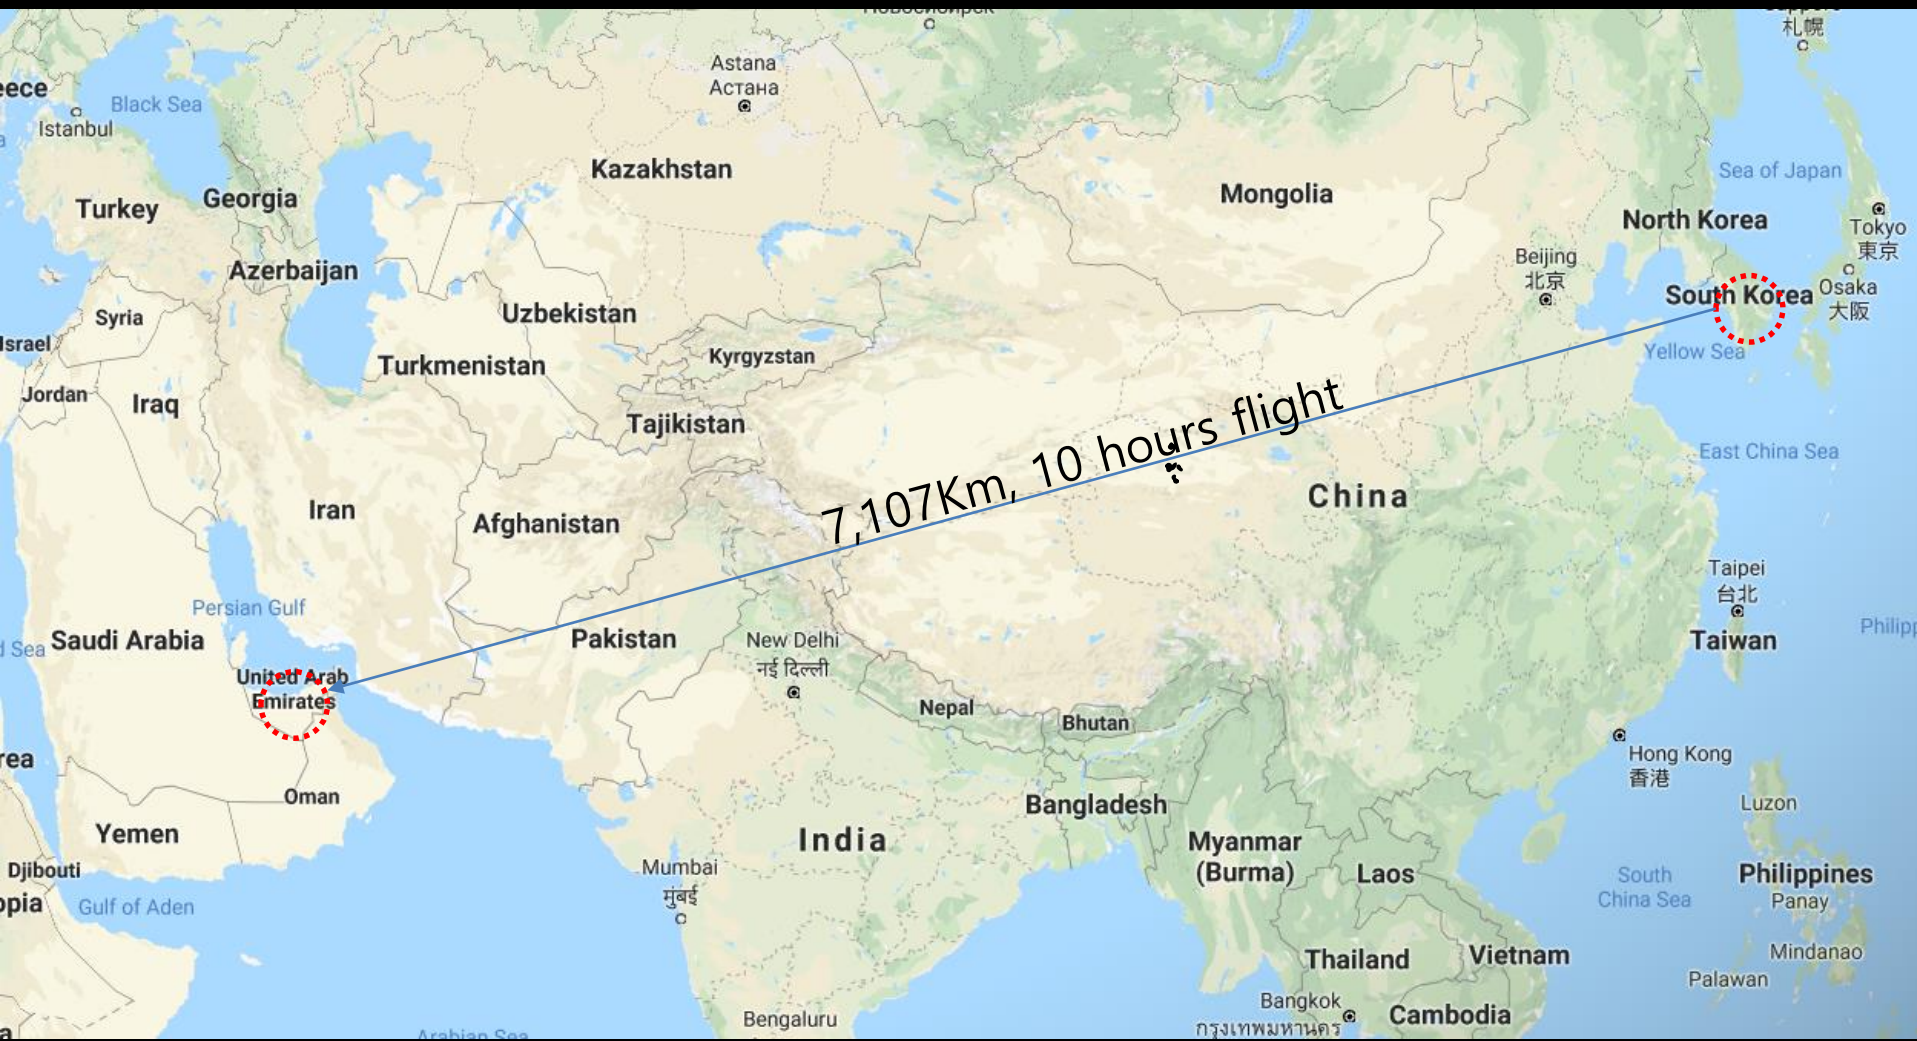 Astana
Астана
Black Sea
Istanbul
札幌
Kazakhstan
Mongolia
Sea of Japan
Turkey
Georgia
North Korea
Tokyo
東京
Azerbaijan
Beijing
北京
South Korea
Osaka
大阪
Syria
Uzbekistan
Israel
Kyrgyzstan
Yellow Sea
Turkmenistan
Jordan
Iraq
Tajikistan
7,107Km, 10 hours flight
East China Sea
China
Iran
Afghanistan
Taipei
台北
Persian Gulf
Saudi Arabia
Pakistan
New Delhi
नई दिल्ली
Taiwan
Sea
United Arab
Emirates
Nepal
Bhutan
Hong Kong
香港
Oman
Bangladesh
Luzon
Yemen
India
Myanmar
(Burma)
Laos
Djibouti
Mumbai
मुंबई
South
China Sea
Philippines
Panay
Gulf of Aden
Thailand
Vietnam
Mindanao
Palawan
Bangkok
กรุงเทพมหานคร
Cambodia
Bengaluru
Arabian Sea